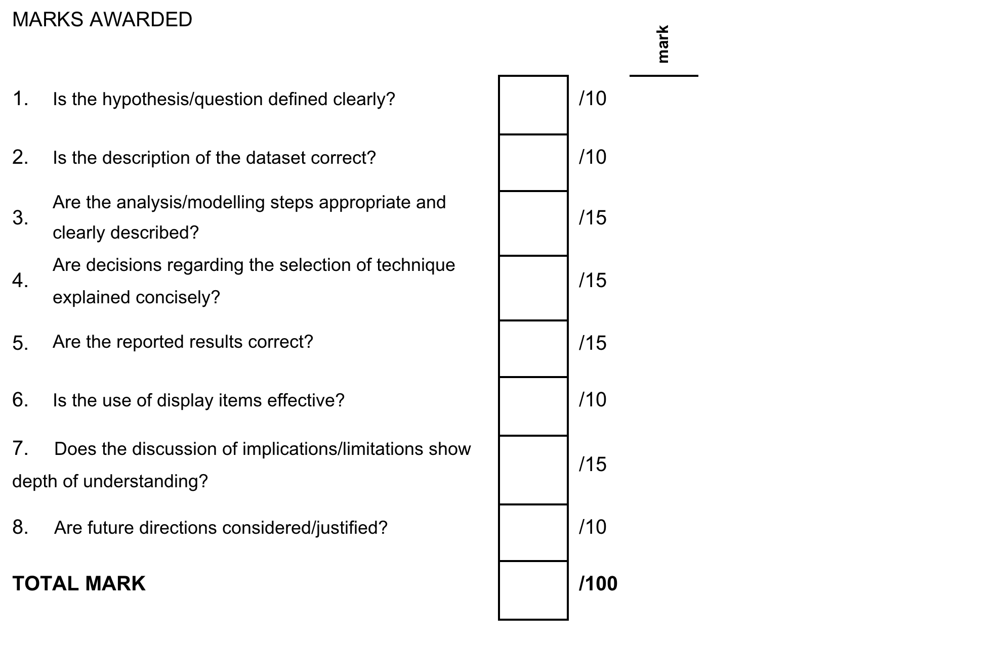 MARKS AWARDED
mark
1. Is the hypothesis/question defined clearly? /10
2. Is the description of the dataset correct? /10
3. Are the analysis/modelling steps appropriate and
clearly described? /15
4. Are decisions regarding the selection of technique
explained concisely? /15
5. Are the reported results correct? /15
6. Is the use of display items effective? /10
7. Does the discussion of implications/limitations show
depth of understanding? /15
8. Are future directions considered/justified? /10
TOTAL MARK /100